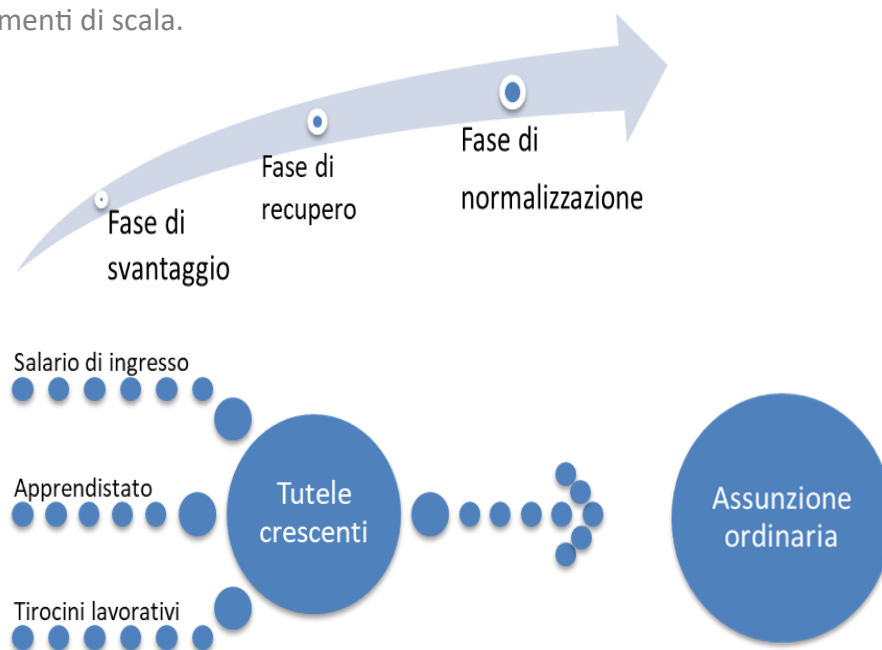 menti di scala.
Fase di
svantaggio
Fase di
recupero
Fase di
normalizzazione
Salario di ingresso
Apprendistato
Tirocini lavorativi
Tutele
crescenti
Assunzione
ordinaria